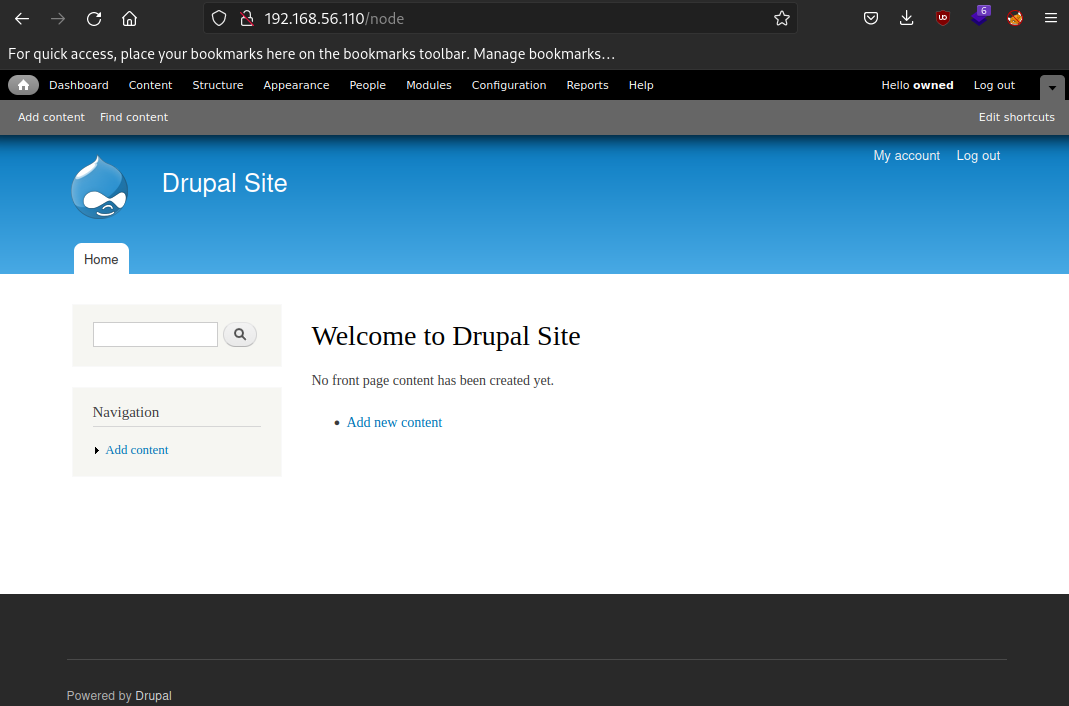 192.168.56.110/node
6
For quick access, place your bookmarks here on the bookmarks toolbar. Manage bookmarks…
Dashboard Content Structure Appearance People Modules Configuration Reports Help Hello owned Log out
Add content Find content Edit shortcuts
My account Log out
Drupal Site
Home
Welcome to Drupal Site
No front page content has been created yet.
Navigation
Add new content
Add content
Powered by Drupal